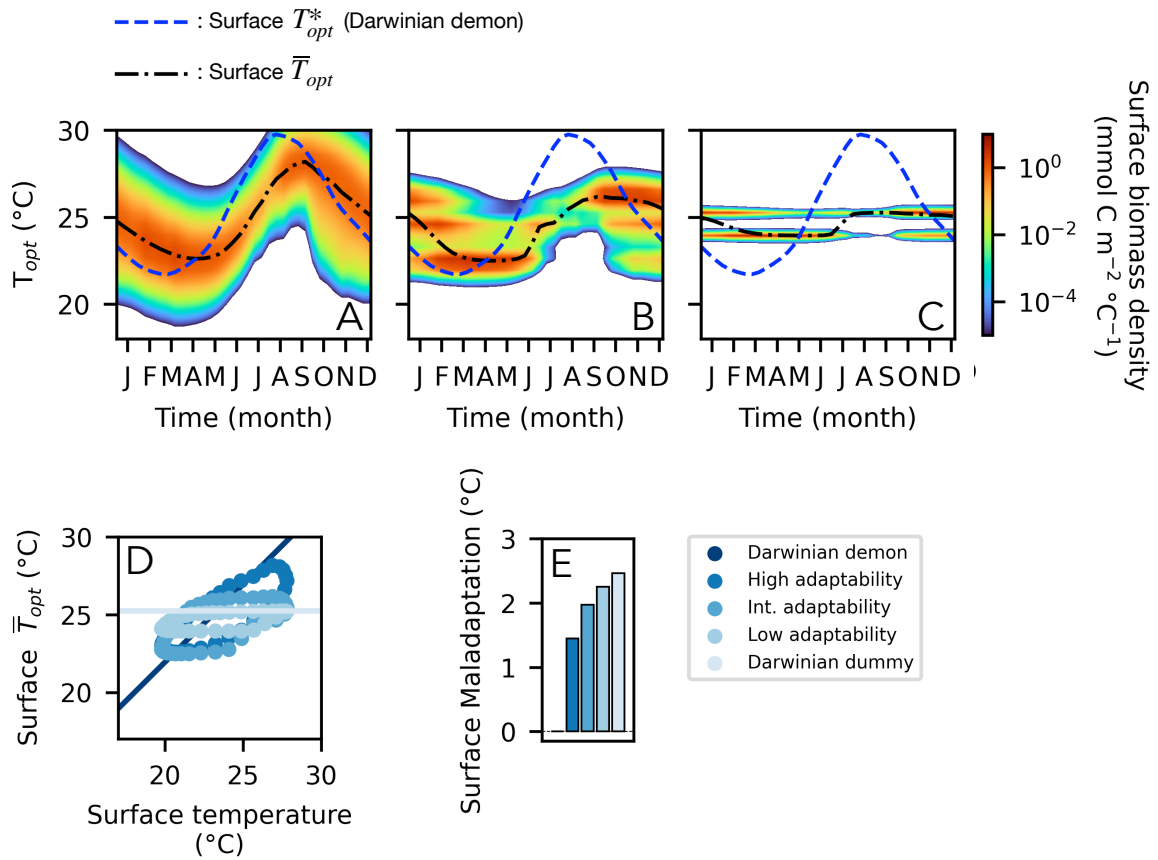 : Surface T*opt (Darwinian demon)
: Surface T̅opt
Topt (°C)
30
25
20
A
J F M A M J J A S O N D
Time (month)
B
J F M A M J J A S O N D
Time (month)
C
J F M A M J J A S O N D
Time (month)
10⁰
10⁻²
10⁻⁴
Surface biomass density
(mmol C m⁻² °C⁻¹)
Surface T̅opt (°C)
30
25
20
D
20 25 30
Surface temperature
(°C)
Surface Maladaptation (°C)
3
2
1
0
E
Darwinian demon
High adaptability
Int. adaptability
Low adaptability
Darwinian dummy